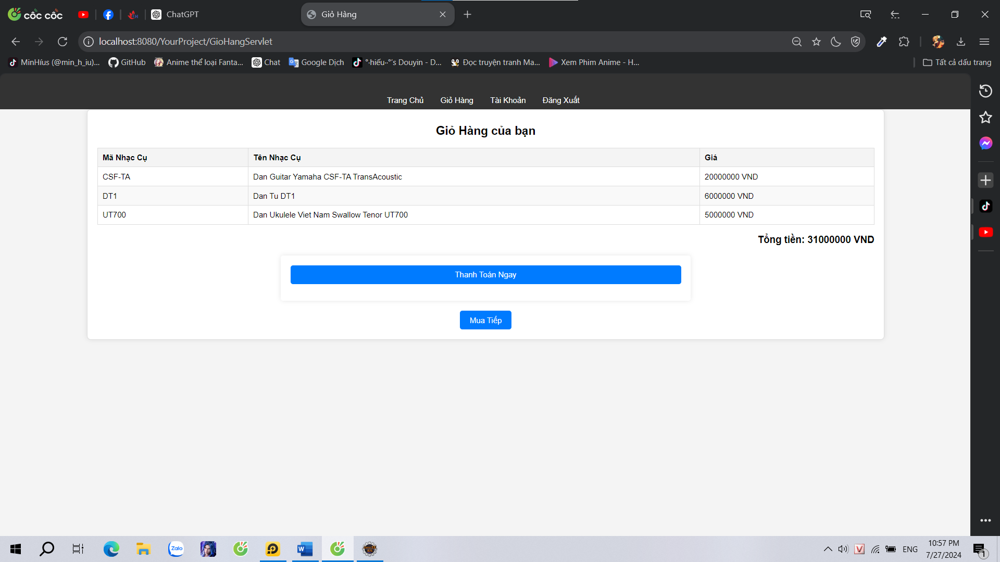 cốc cốc
ChatGPT
Giỏ Hàng
localhost:8080/YourProject/GioHangServlet
MinHíus (@min_h_iu)...
GitHub
Anime thể loại Fanta...
Chat
Google Dịch
°·hiếu··°'s Douyin - D...
Đọc truyện tranh Ma...
Xem Phim Anime - H...
Tất cả dấu trang
Trang Chủ
Giỏ Hàng
Tài Khoản
Đăng Xuất
Giỏ Hàng của bạn
Mã Nhạc Cụ
Tên Nhạc Cụ
Giá
CSF-TA
Dan Guitar Yamaha CSF-TA TransAcoustic
20000000 VND
DT1
Dan Tu DT1
6000000 VND
UT700
Dan Ukulele Viet Nam Swallow Tenor UT700
5000000 VND
Tổng tiền: 31000000 VND
Thanh Toán Ngay
Mua Tiếp
Zalo
W
V
ENG
10:57 PM
7/27/2024
1